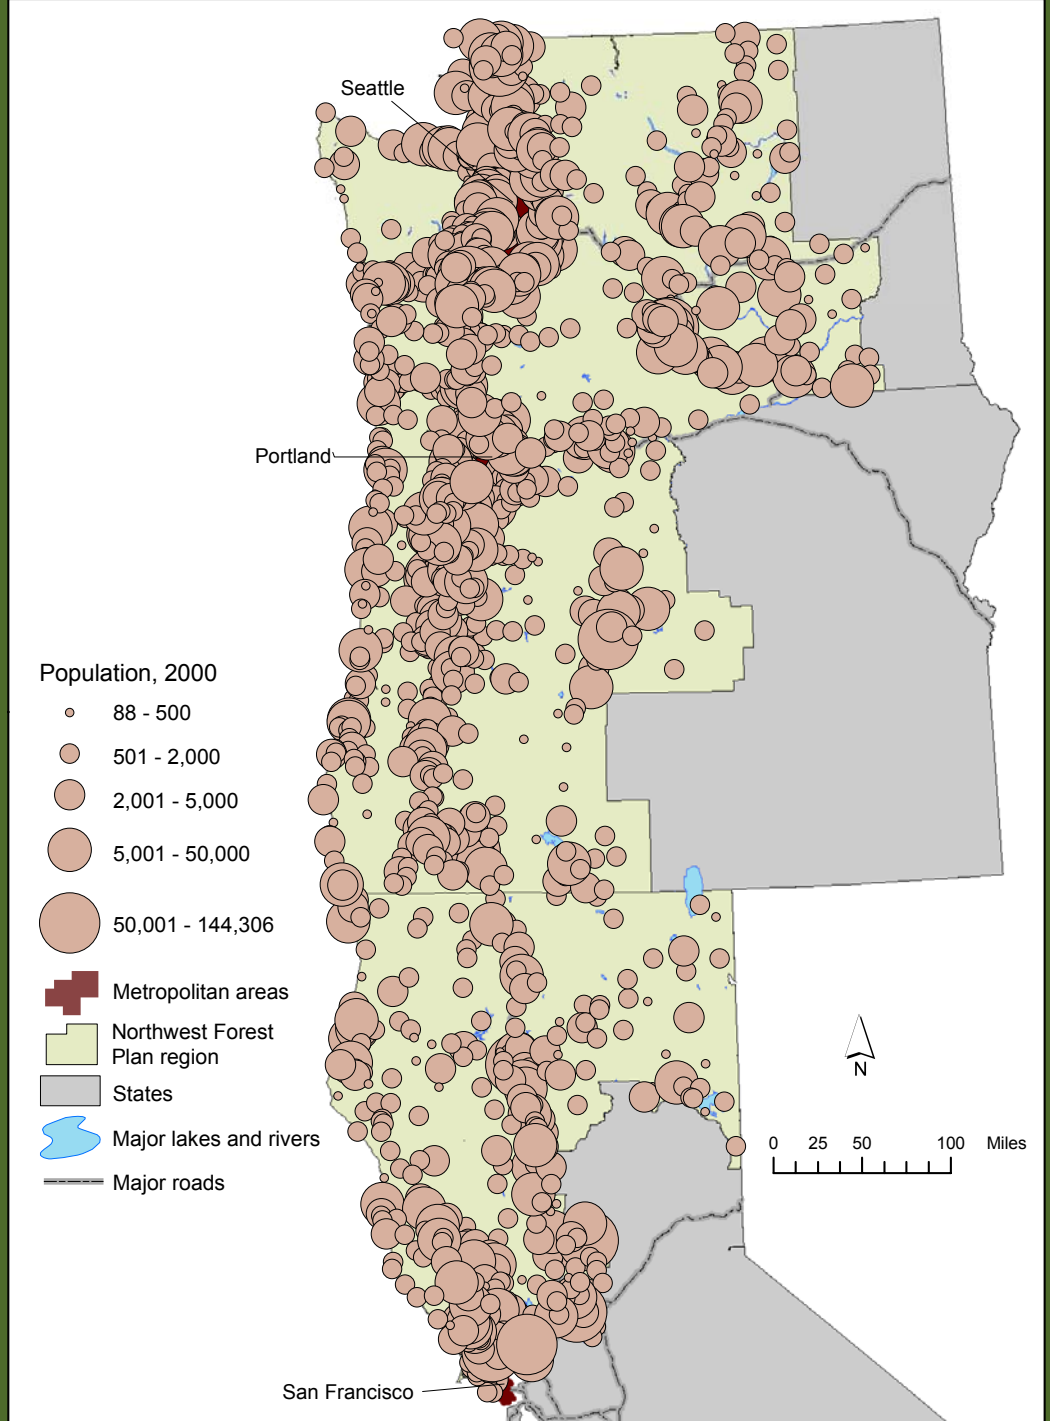 Seattle
Portland
Population, 2000
88 - 500
501 - 2,000
2,001 - 5,000
5,001 - 50,000
50,001 - 144,306
Metropolitan areas
Northwest Forest
Plan region
States
Major lakes and rivers
Major roads
N
0 25 50 100 Miles
San Francisco